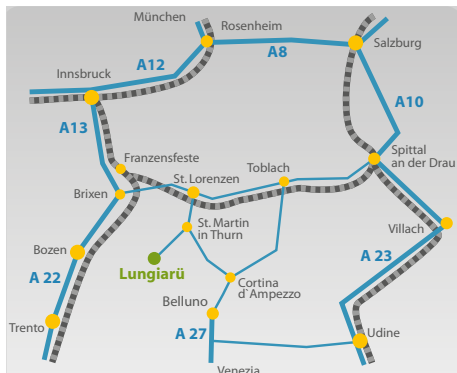 München
Rosenheim
A8
Salzburg
A12
Innsbruck
A10
A13
Franzensfeste
St. Lorenzen
Toblach
Spittal
an der Drau
Brixen
St. Martin
in Thurn
Villach
Bozen
Lungiarü
A 23
A 22
Cortina
d`Ampezzo
Belluno
Trento
A 27
Udine
Venezia